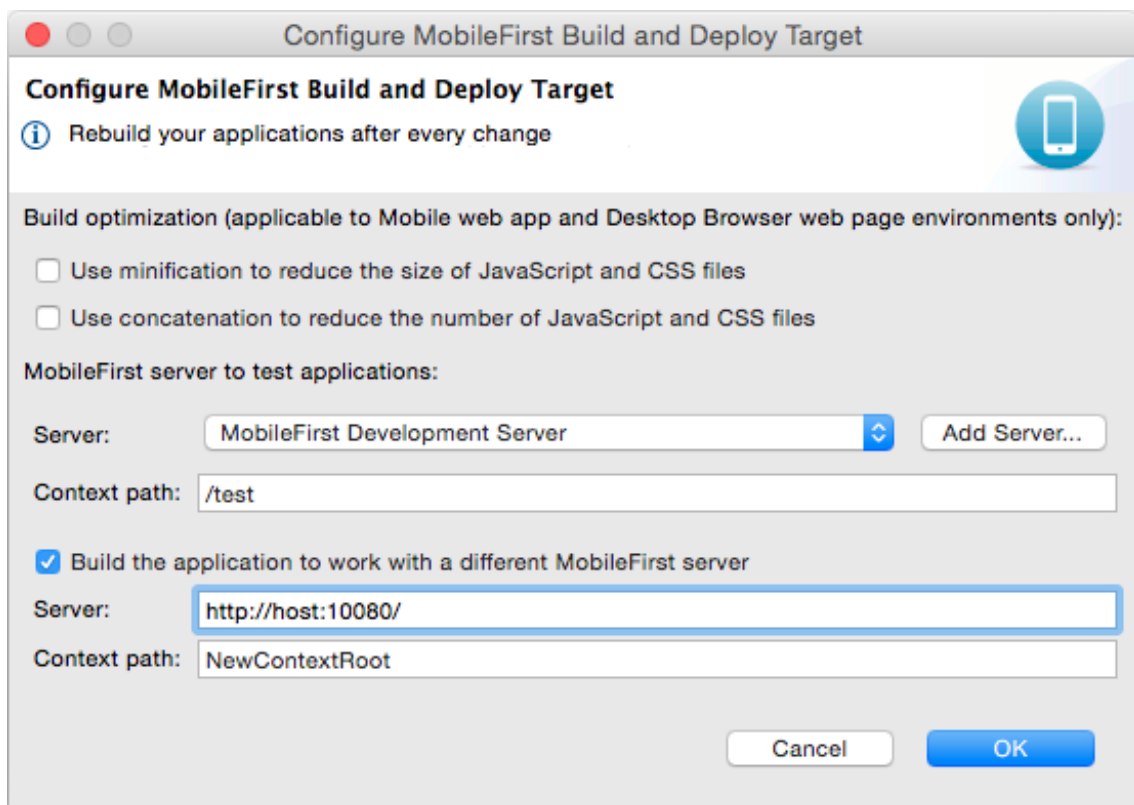 Configure MobileFirst Build and Deploy Target
Configure MobileFirst Build and Deploy Target
Rebuild your applications after every change
Build optimization (applicable to Mobile web app and Desktop Browser web page environments only):
Use minification to reduce the size of JavaScript and CSS files
Use concatenation to reduce the number of JavaScript and CSS files
MobileFirst server to test applications:
Server: MobileFirst Development Server Add Server...
Context path: /test
Build the application to work with a different MobileFirst server
Server: http://host:10080/
Context path: NewContextRoot
Cancel OK